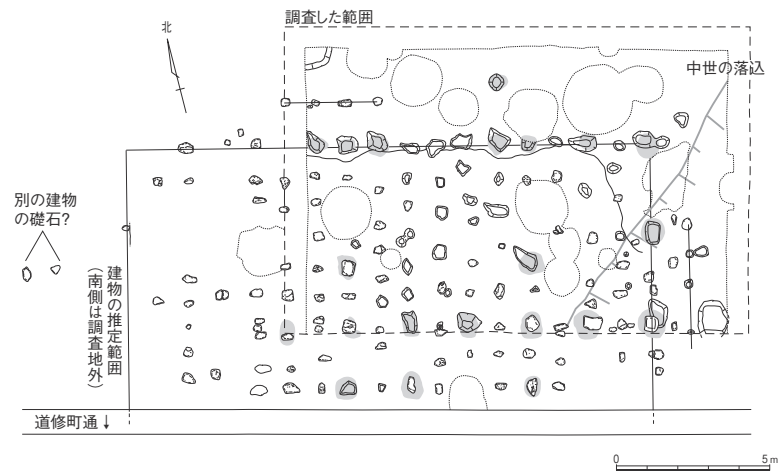 調査した範囲
北
中世の落込
別の建物
の礎石?
建物の推定範囲
(南側は調査地外)
道修町通↓
0 5m